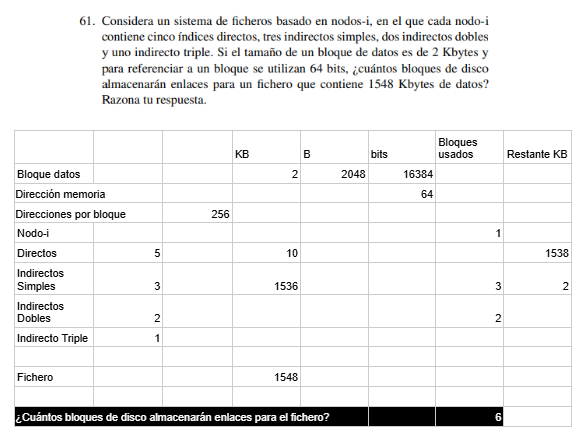 61. Considera un sistema de ficheros basado en nodos-i, en el que cada nodo-i
contiene cinco índices directos, tres indirectos simples, dos indirectos dobles
y uno indirecto triple. Si el tamaño de un bloque de datos es de 2 Kbytes y
para referenciar a un bloque se utilizan 64 bits, ¿cuántos bloques de disco
almacenarán enlaces para un fichero que contiene 1548 Kbytes de datos?
Razona tu respuesta.
KB B bits Bloques usados Restante KB
Bloque datos 2 2048 16384
Dirección memoria 64
Direcciones por bloque 256
Nodo-i 1
Directos 5 10 1538
Indirectos
Simples 3 1536 3 2
Indirectos
Dobles 2 2
Indirecto Triple 1
Fichero 1548
¿Cuántos bloques de disco almacenarán enlaces para el fichero? 6